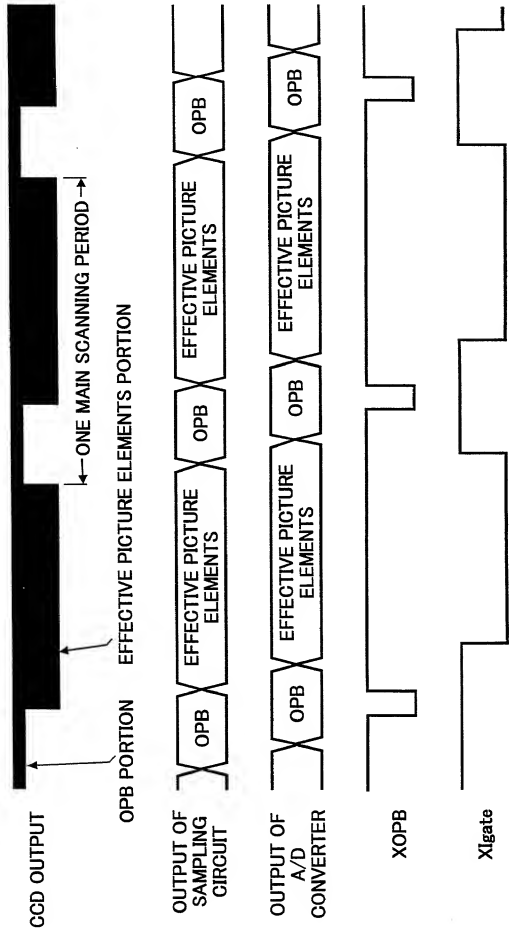 CCD OUTPUT
OPB PORTION
EFFECTIVE PICTURE ELEMENTS PORTION
ONE MAIN SCANNING PERIOD
OUTPUT OF
SAMPLING
CIRCUIT
OPB
EFFECTIVE PICTURE
ELEMENTS
OPB
EFFECTIVE PICTURE
ELEMENTS
OPB
OUTPUT OF
A/D
CONVERTER
OPB
EFFECTIVE PICTURE
ELEMENTS
OPB
EFFECTIVE PICTURE
ELEMENTS
OPB
XOPB
XIgate